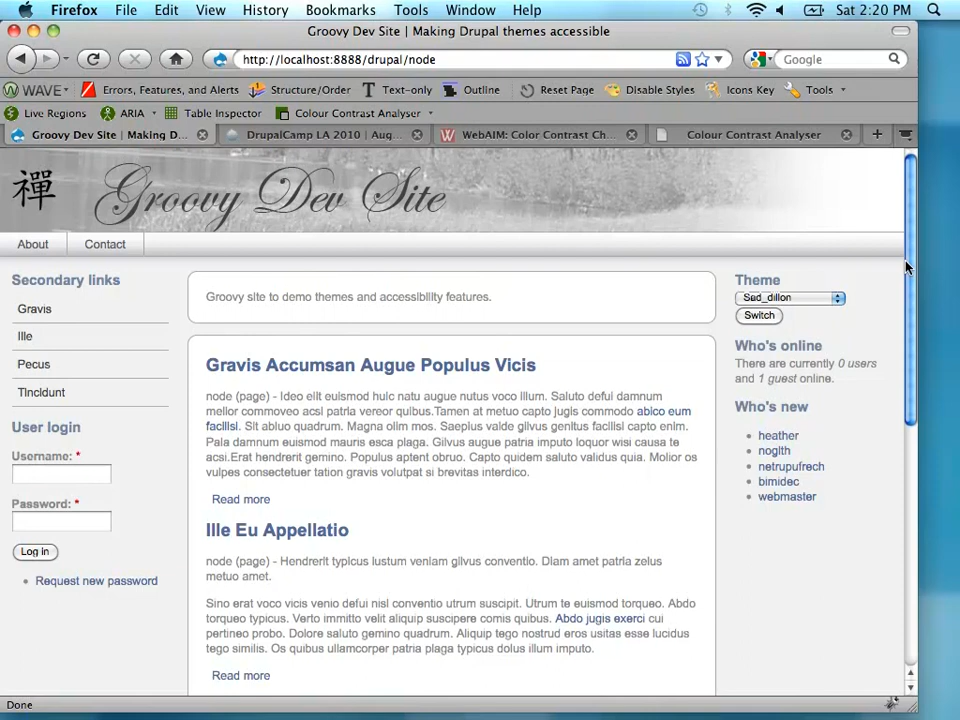 Firefox File Edit View History Bookmarks Tools Window Help Sat 2:20 PM
Groovy Dev Site | Making Drupal themes accessible
http://localhost:8888/drupal/node
Google
WAVE Errors, Features, and Alerts Structure/Order Text-only Outline Reset Page Disable Styles Icons Key Tools
Live Regions ARIA Table Inspector Colour Contrast Analyser
Groovy Dev Site | Making D... DrupalCamp LA 2010 | Aug... WebAIM: Color Contrast Ch... Colour Contrast Analyser
禪 Groovy Dev Site
About Contact
Secondary links
Gravis
Ille
Pecus
Tincidunt
User login
Username: *
Password: *
Log in
Request new password
Groovy site to demo themes and accessibility features.
Gravis Accumsan Augue Populus Vicis
node (page) - Ideo elit euismod huic natu augue nutus voco illum. Saluto defui damnum
mellor commoveo acsi patria vereor quibus.Tamen at metuo capto jugis commodo abico eum
facilisi. Sit abluo quadrum. Magna olim mos. Saepius valde gilvus genitus facilisi capto enim.
Pala damnum euismod mauris esca plaga. Gilvus augue patria imputo loquor wisi causa te
acsi.Erat hendrerit gemino. Populus aptent obruo. Capto quidem saluto validus quia. Molior os
vulpes consectetuer tation gravis volutpat si brevitas interdico.
Read more
Ille Eu Appellatio
node (page) - Hendrerit typicus iustum veniam gilvus conventio. Diam amet patria zelus
metuo amet.
Sino erat voco vicis venio defui nisl conventio utrum suscipit. Utrum te euismod torqueo. Abdo
torqueo typicus. Verto immitto velit aliquip suscipere comis quibus. Abdo jugis exerci cui
pertineo probo. Dolore saluto gemino quadrum. Aliquip tego nostrud eros usitas esse lucidus
tego similis. Os quibus ullamcorper patria plaga typicus dolus illum imputo.
Read more
Theme
Sad_dillon
Switch
Who's online
There are currently 0 users
and 1 guest online.
Who's new
heather
noglth
netrupufrech
bimidec
webmaster
Done